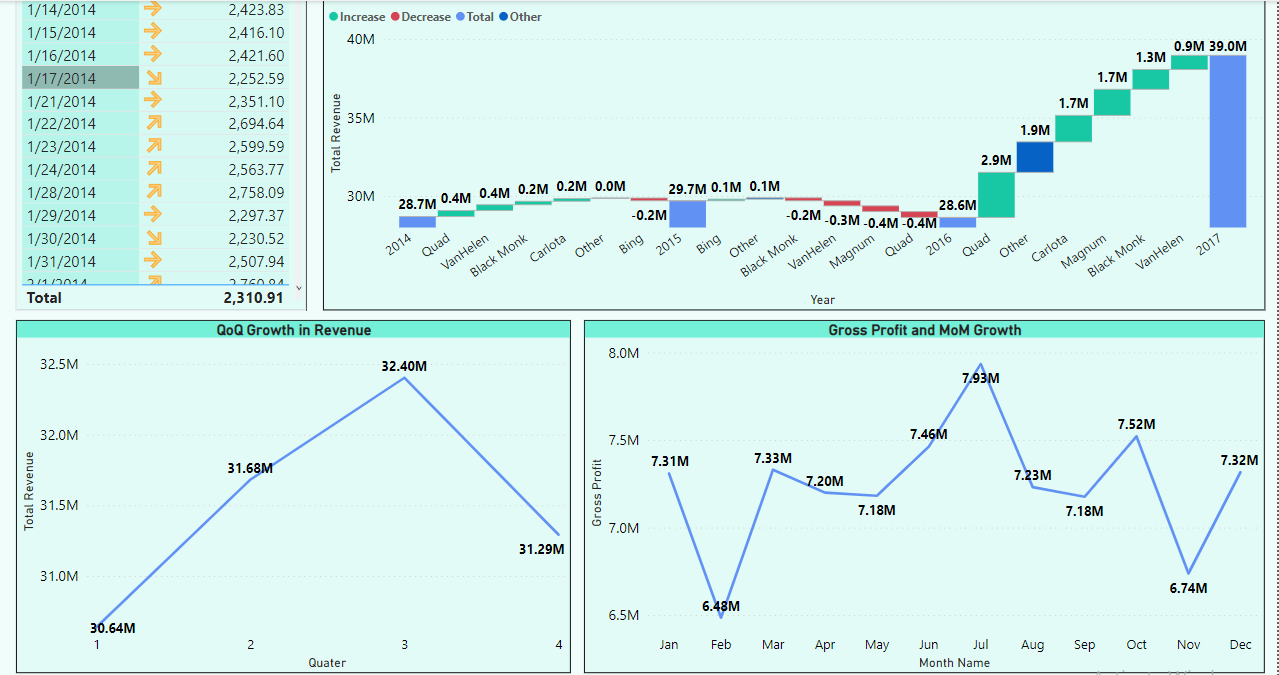 1/14/2014 2,423.83
1/15/2014 2,416.10
1/16/2014 2,421.60
1/17/2014 2,252.59
1/21/2014 2,351.10
1/22/2014 2,694.64
1/23/2014 2,599.59
1/24/2014 2,563.77
1/28/2014 2,758.09
1/29/2014 2,297.37
1/30/2014 2,230.52
1/31/2014 2,507.94
2/1/2014 2,760.84
Total 2,310.91
Increase Decrease Total Other
40M
35M
30M
Total Revenue
28.7M 0.4M 0.4M 0.2M 0.2M 0.0M -0.2M 29.7M 0.1M 0.1M -0.2M -0.3M -0.4M -0.4M 28.6M 2.9M 1.9M 1.7M 1.7M 1.3M 0.9M 39.0M
2014 Quad VanHelen Black Monk Carlota Other Bing 2015 Bing Other Black Monk VanHelen Magnum Quad 2016 Quad Other Carlota Magnum Black Monk VanHelen 2017
Year
QoQ Growth in Revenue
32.5M
32.0M
31.5M
31.0M
Total Revenue
30.64M 31.68M 32.40M 31.29M
1 2 3 4
Quater
Gross Profit and MoM Growth
8.0M
7.5M
7.0M
6.5M
Gross Profit
7.31M 6.48M 7.33M 7.20M 7.18M 7.46M 7.93M 7.23M 7.18M 7.52M 6.74M 7.32M
Jan Feb Mar Apr May Jun Jul Aug Sep Oct Nov Dec
Month Name